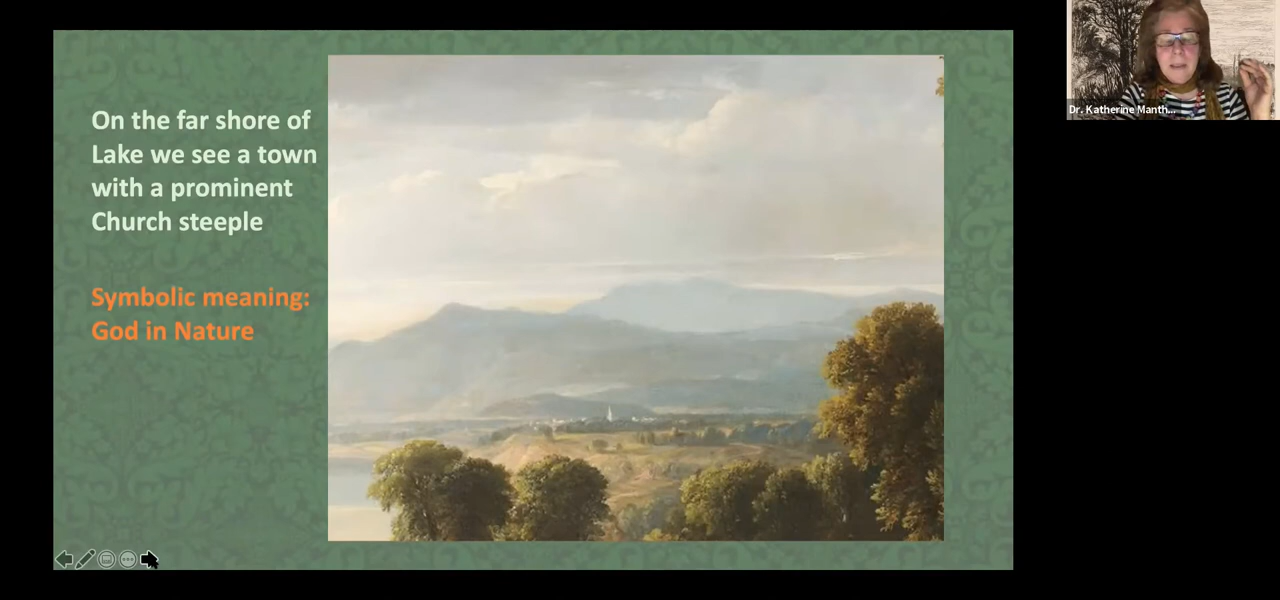 On the far shore of
Lake we see a town
with a prominent
Church steeple
Symbolic meaning:
God in Nature
Dr. Katherine Manth...